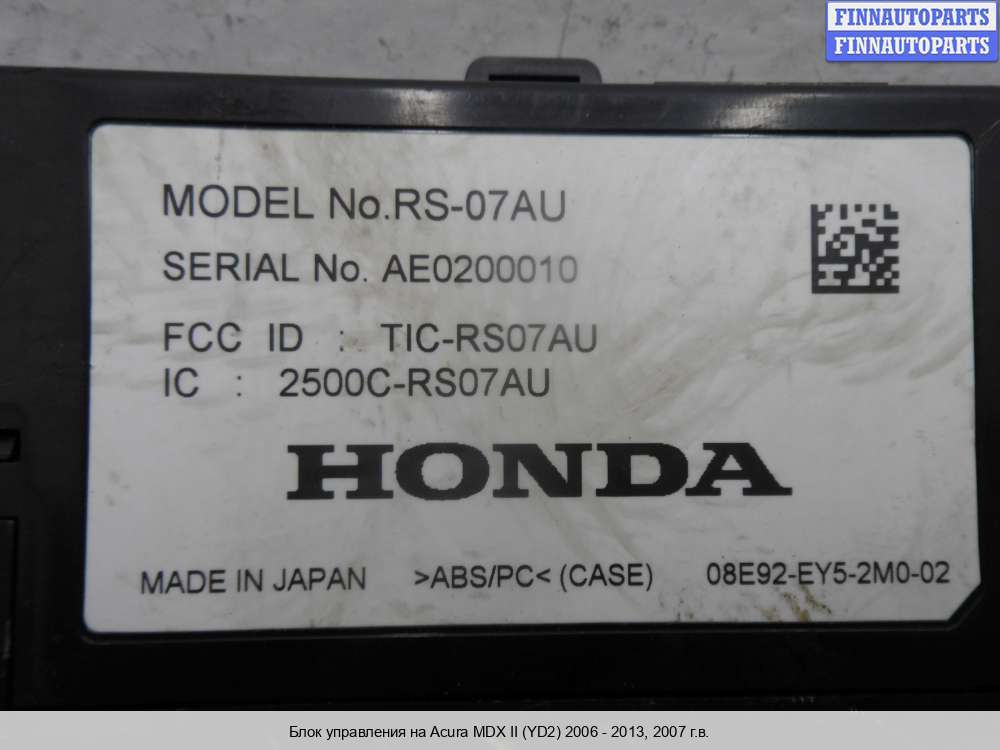 FINNAUTOPARTS
FINNAUTOPARTS
MODEL No.RS-07AU
SERIAL No. AE0200010
FCC ID : TIC-RS07AU
IC : 2500C-RS07AU
HONDA
MADE IN JAPAN >ABS/PC< (CASE) 08E92-EY5-2M0-02
Блок управления на Acura MDX II (YD2) 2006 - 2013, 2007 г.в.